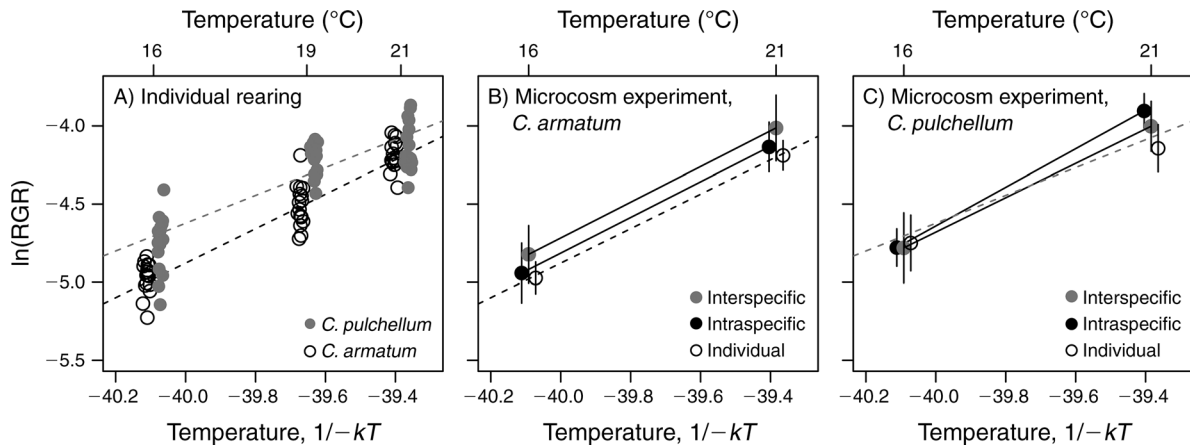 Temperature (°C)
Temperature (°C)
Temperature (°C)
16
19
21
16
21
16
21
A) Individual rearing
B) Microcosm experiment,
C. armatum
C) Microcosm experiment,
C. pulchellum
ln(RGR)
−4.0
−4.5
−5.0
−5.5
C. pulchellum
C. armatum
Interspecific
Intraspecific
Individual
Interspecific
Intraspecific
Individual
−40.2
−40.0
−39.8
−39.6
−39.4
−40.2
−40.0
−39.8
−39.6
−39.4
−40.2
−40.0
−39.8
−39.6
−39.4
Temperature, 1/−kT
Temperature, 1/−kT
Temperature, 1/−kT